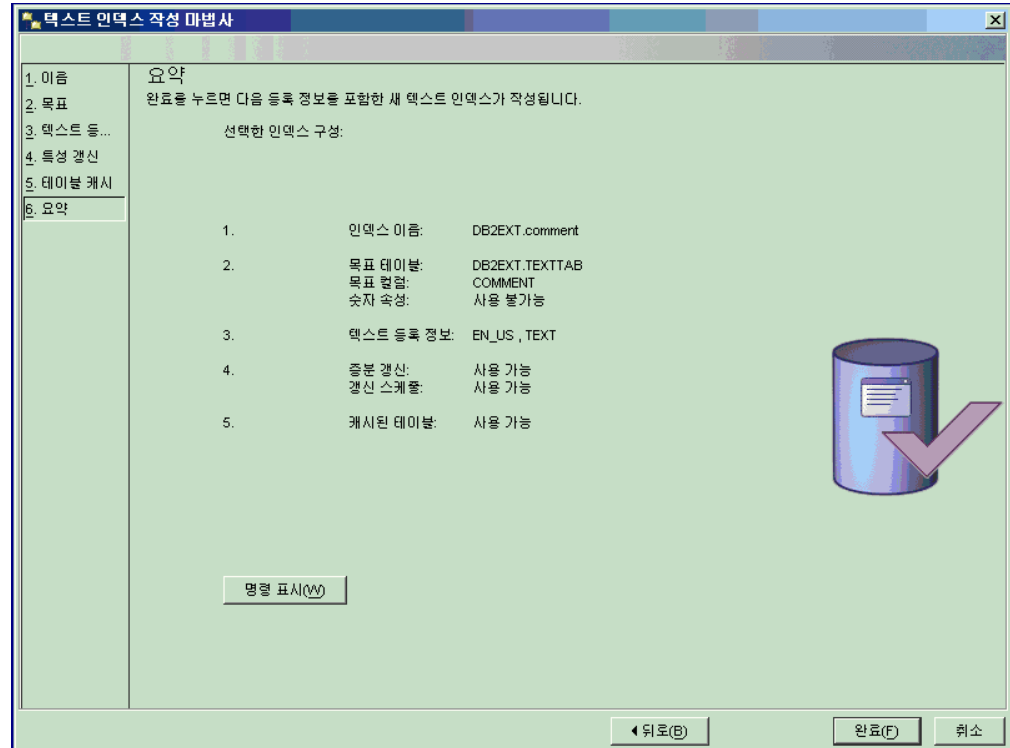 텍스트 인덱스 작성 마법사
1. 이름
2. 목표
3. 텍스트 등...
4. 특성 갱신
5. 테이블 캐시
6. 요약
요약
완료를 누르면 다음 등록 정보를 포함한 새 텍스트 인덱스가 작성됩니다.
선택한 인덱스 구성:
1. 인덱스 이름: DB2EXT.comment
2. 목표 테이블: DB2EXT.TEXTTAB
목표 컬럼: COMMENT
숫자 속성: 사용 불가능
3. 텍스트 등록 정보: EN_US , TEXT
4. 증분 갱신: 사용 가능
갱신 스케줄: 사용 가능
5. 캐시된 테이블: 사용 가능
명령 표시(W)
뒤로(B)
완료(F)
취소